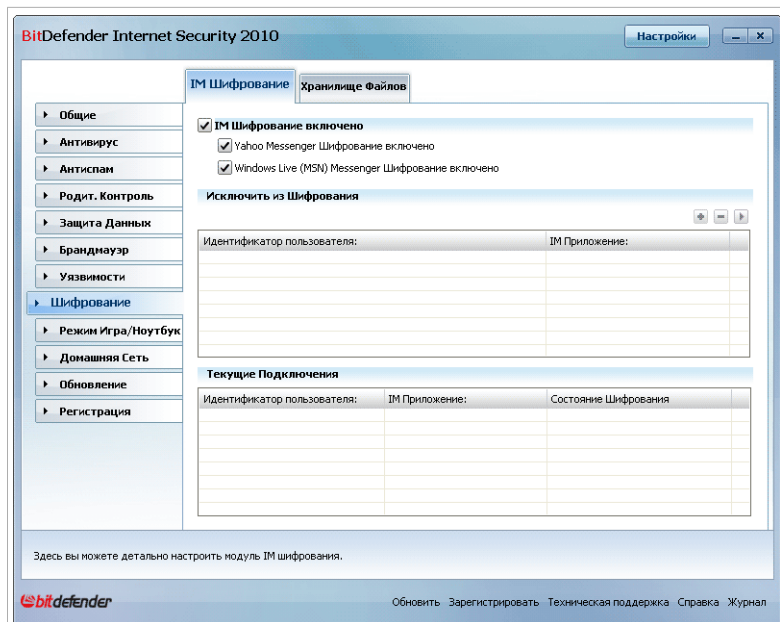 BitDefender Internet Security 2010
Настройки
IM Шифрование
Хранилище Файлов
Общие
Антивирус
Антиспам
Родит. Контроль
Защита Данных
Брандмауэр
Уязвимости
Шифрование
Режим Игра/Ноутбук
Домашняя Сеть
Обновление
Регистрация
IM Шифрование включено
Yahoo Messenger Шифрование включено
Windows Live (MSN) Messenger Шифрование включено
Исключить из Шифрования
Идентификатор пользователя: IM Приложение:
Текущие Подключения
Идентификатор пользователя: IM Приложение: Состояние Шифрования
Здесь вы можете детально настроить модуль IM шифрования.
bitdefender
Обновить Зарегистрировать Техническая поддержка Справка Журнал